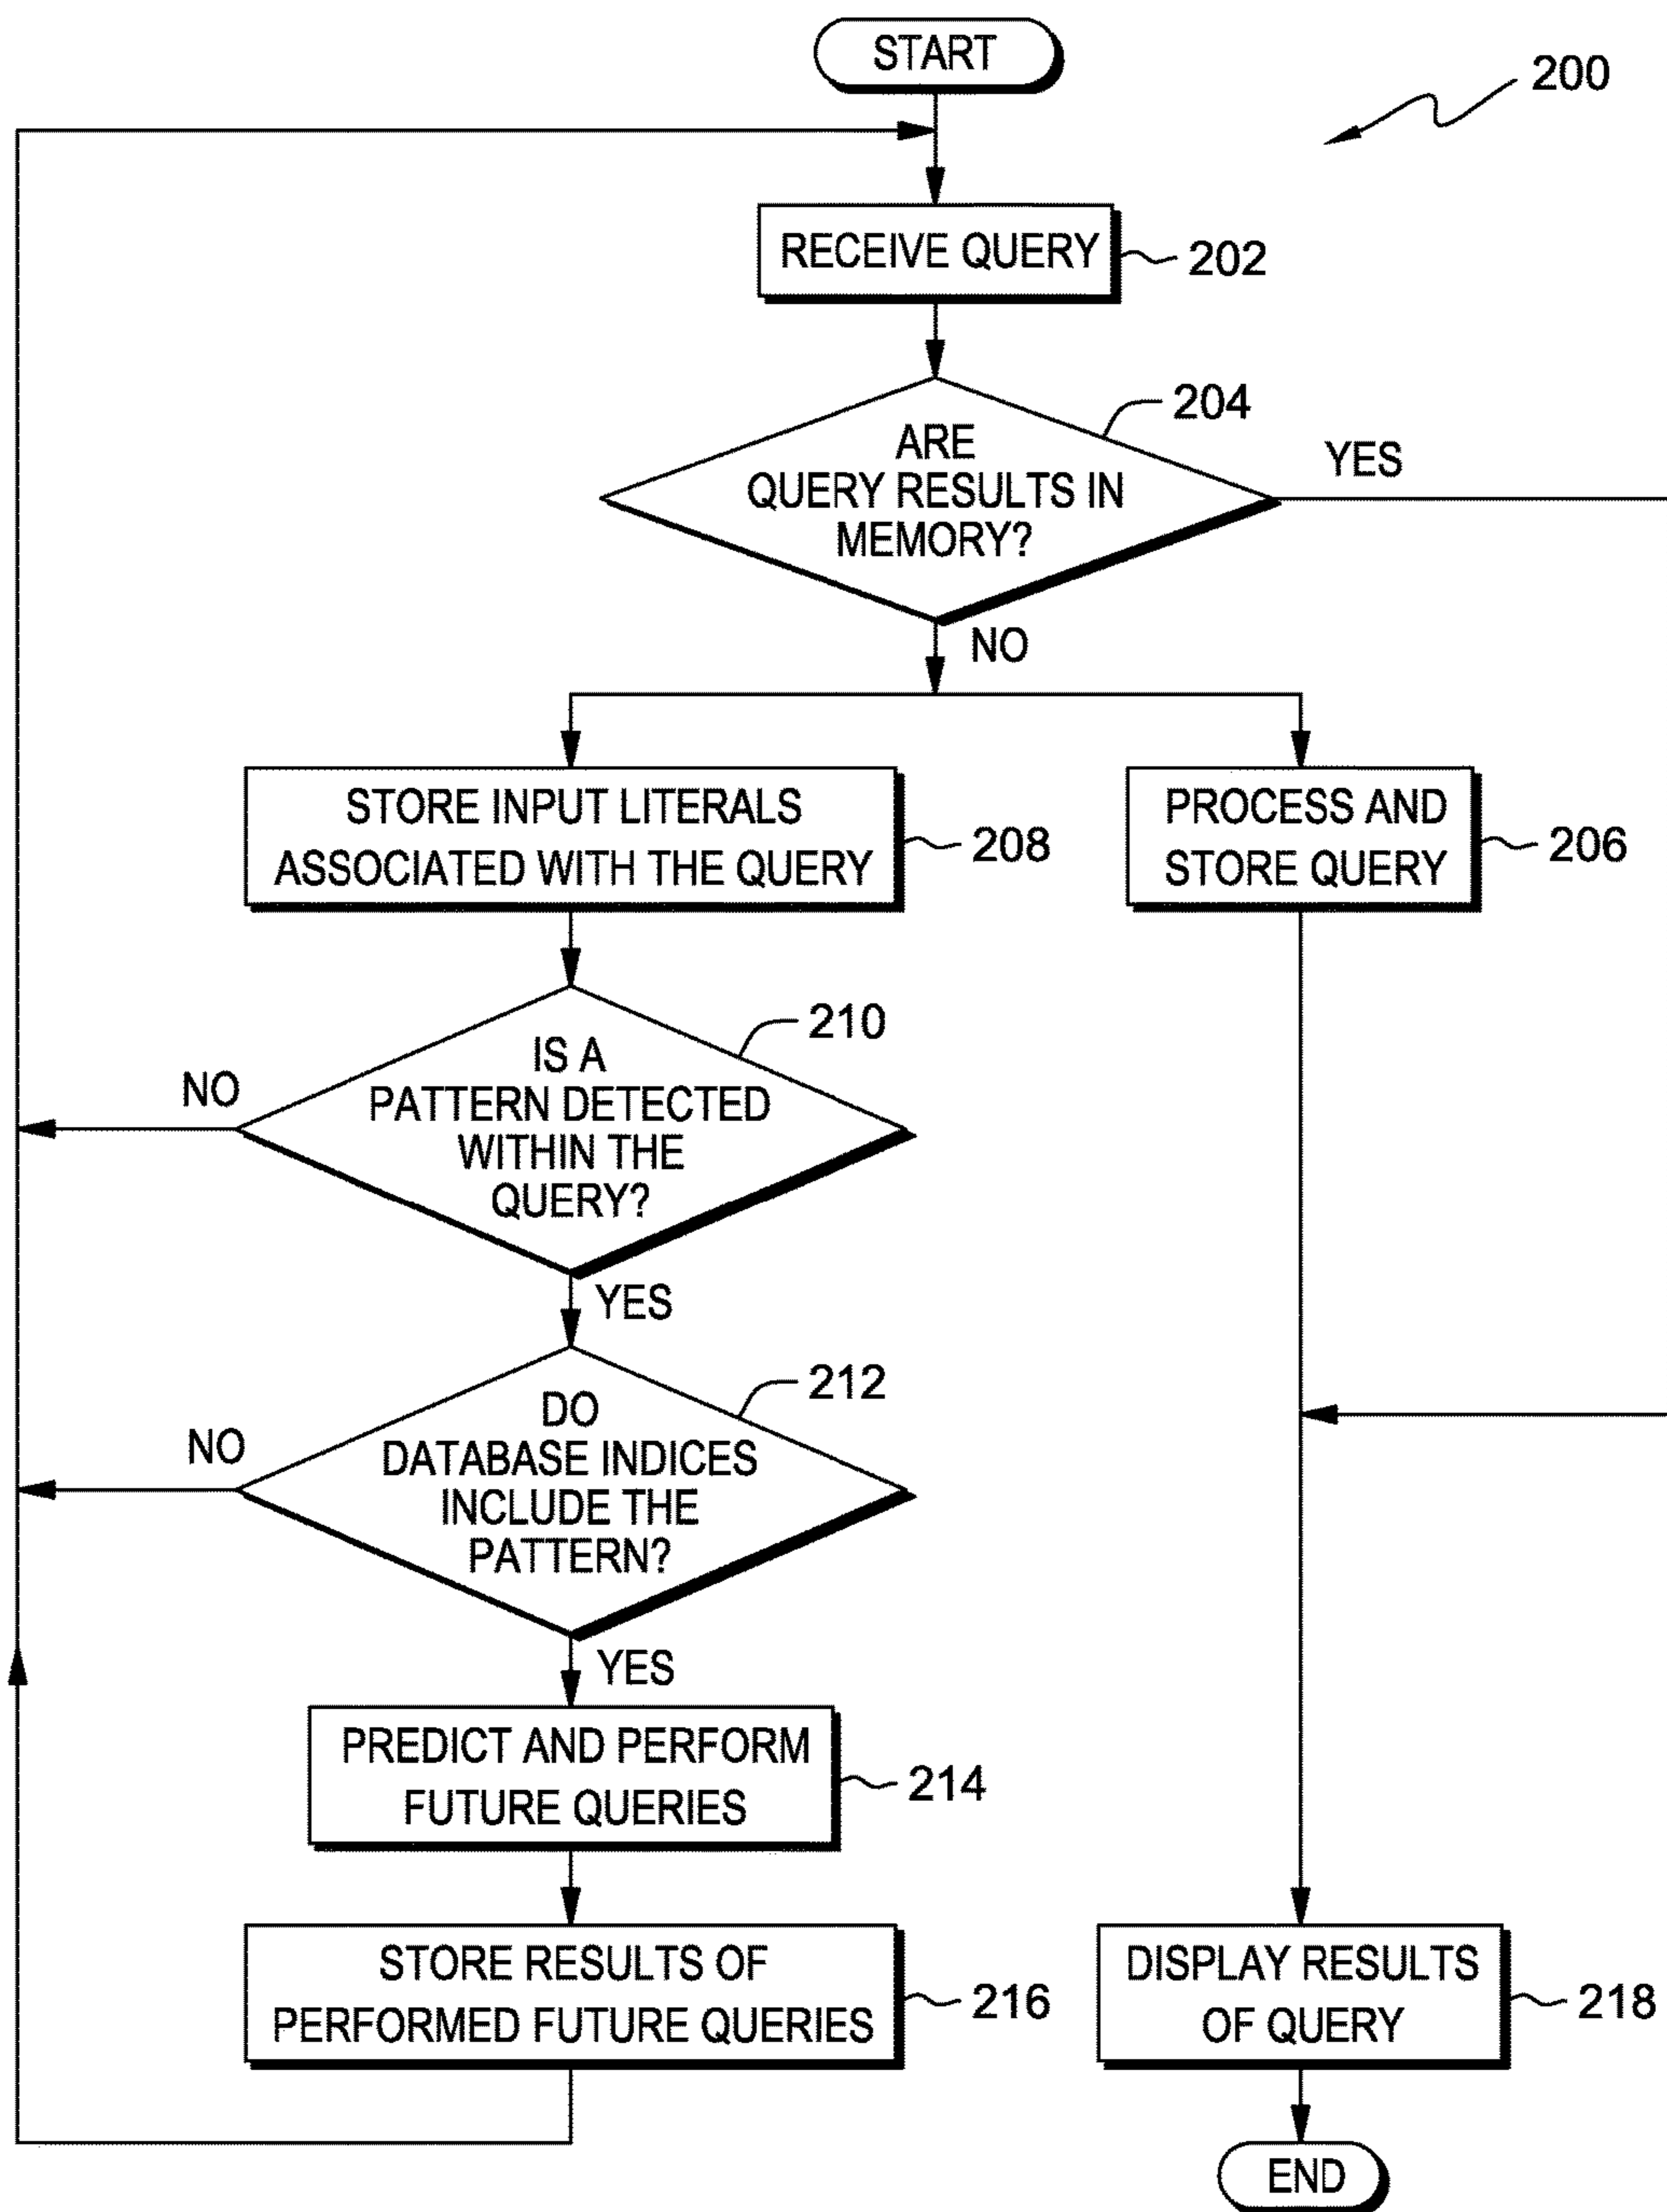 START
200
RECEIVE QUERY
202
204
ARE
QUERY RESULTS IN
MEMORY?
YES
NO
STORE INPUT LITERALS
ASSOCIATED WITH THE QUERY
208
PROCESS AND
STORE QUERY
206
210
IS A
PATTERN DETECTED
WITHIN THE
QUERY?
NO
YES
212
DO
DATABASE INDICES
INCLUDE THE
PATTERN?
NO
YES
PREDICT AND PERFORM
FUTURE QUERIES
214
STORE RESULTS OF
PERFORMED FUTURE QUERIES
216
DISPLAY RESULTS
OF QUERY
218
END